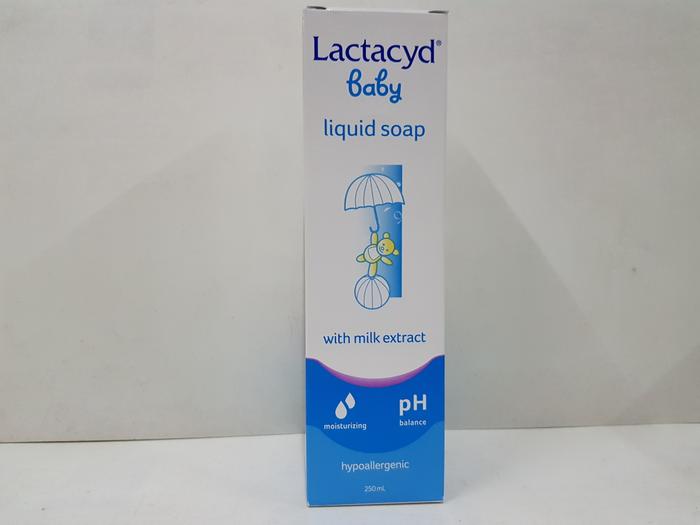 Lactacyd®
baby
liquid soap
with milk extract
pH
moisturizing
balance
hypoallergenic
250 mL